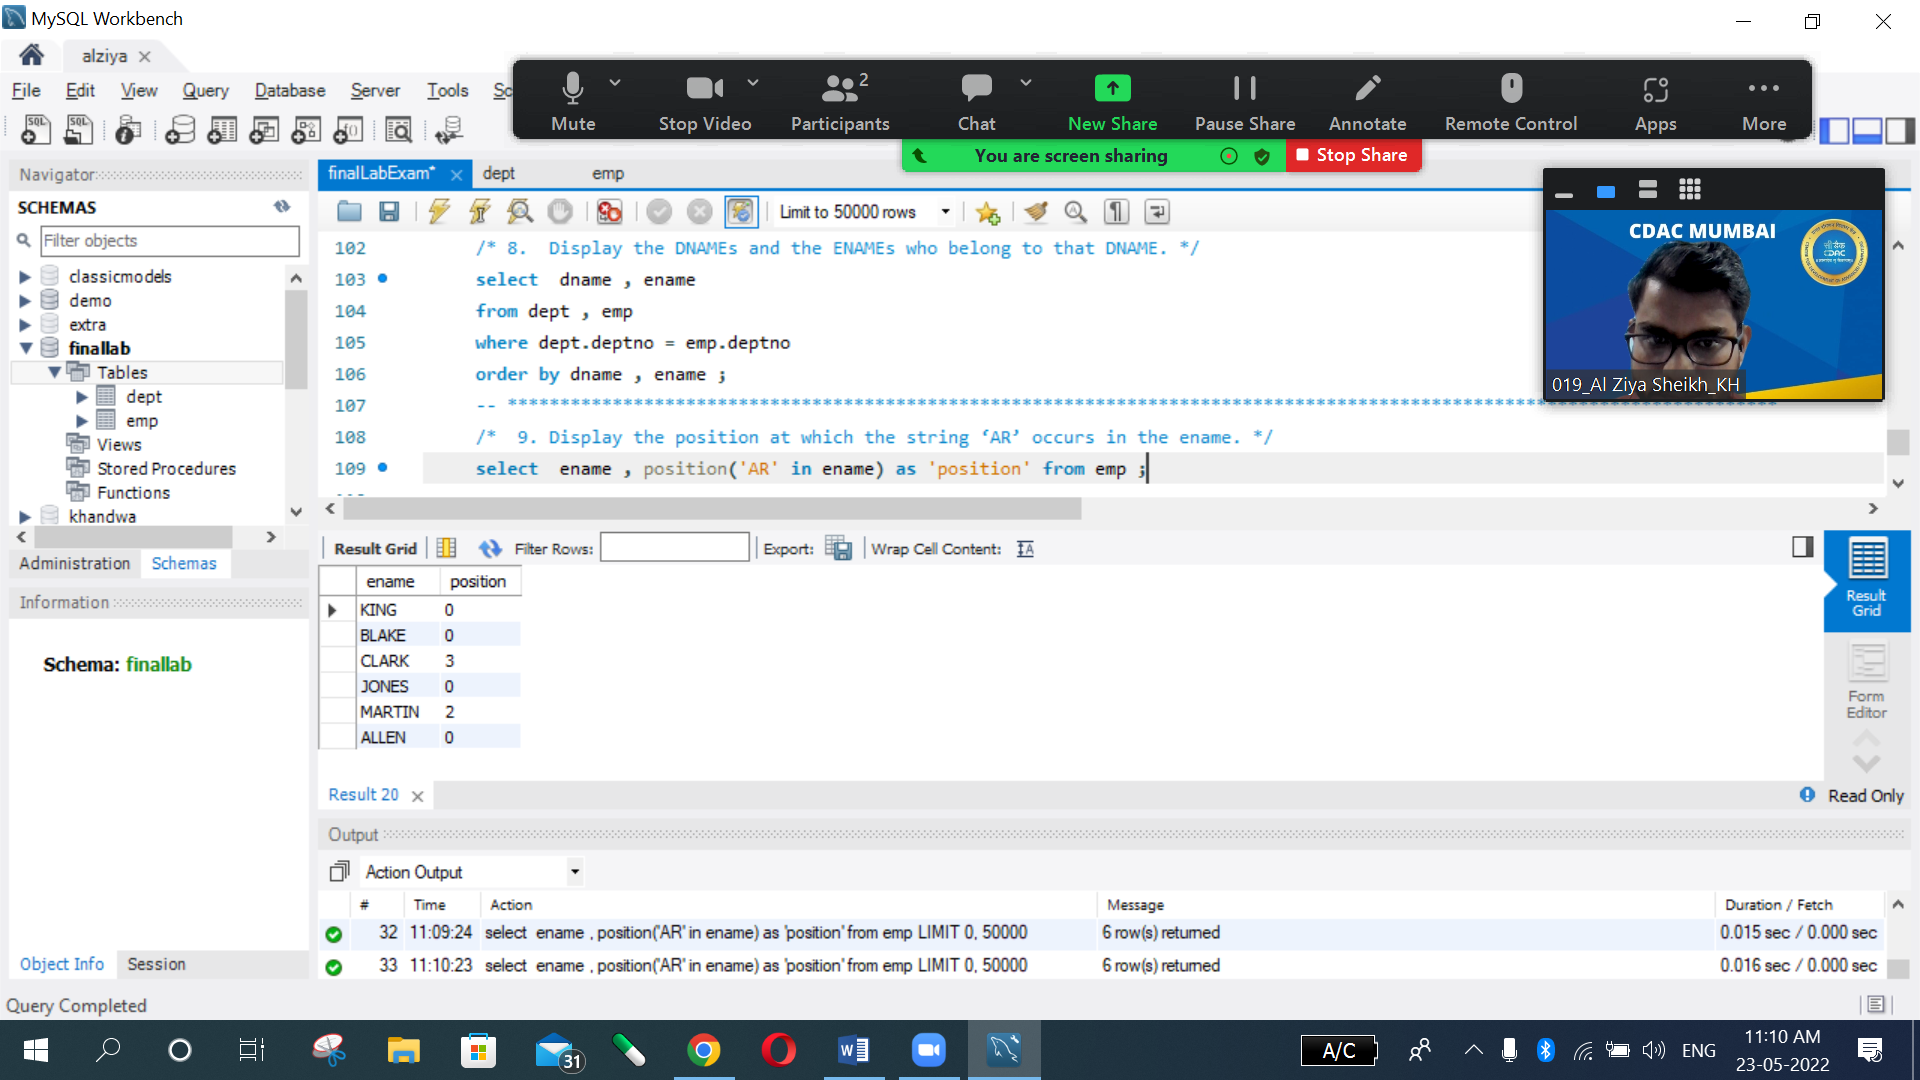 MySQL Workbench
alziya
File Edit View Query Database Server Tools Sc
Mute Stop Video Participants 2 Chat New Share Pause Share Annotate Remote Control Apps More
You are screen sharing Stop Share
Navigator
SCHEMAS
Filter objects
classicmodels
demo
extra
finallab
Tables
dept
emp
Views
Stored Procedures
Functions
khandwa
Administration Schemas
Information
Schema: finallab
Object Info Session
Query Completed
finalLabExam* dept emp
Limit to 50000 rows
102 /* 8. Display the DNAMEs and the ENAMEs who belong to that DNAME. */
103 select dname , ename
104 from dept , emp
105 where dept.deptno = emp.deptno
106 order by dname , ename ;
107 -- ****************************************************************************************************************************
108 /* 9. Display the position at which the string ‘AR’ occurs in the ename. */
109 select ename , position('AR' in ename) as 'position' from emp ;
CDAC MUMBAI
सी डैक
CDAC
019_Al Ziya Sheikh_KH
Result Grid Filter Rows: Export: Wrap Cell Content:
ename position
KING 0
BLAKE 0
CLARK 3
JONES 0
MARTIN 2
ALLEN 0
Result Grid
Form Editor
Result 20
Read Only
Output
Action Output
# Time Action Message Duration / Fetch
32 11:09:24 select ename , position('AR' in ename) as 'position' from emp LIMIT 0, 50000 6 row(s) returned 0.015 sec / 0.000 sec
33 11:10:23 select ename , position('AR' in ename) as 'position' from emp LIMIT 0, 50000 6 row(s) returned 0.016 sec / 0.000 sec
31
A/C
ENG
11:10 AM
23-05-2022